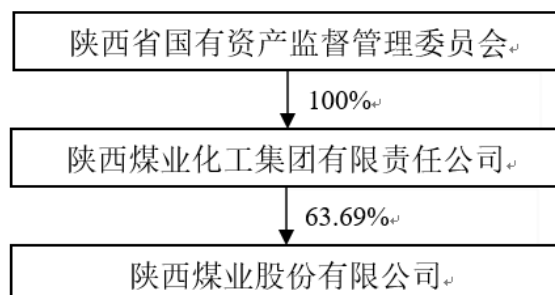 陕西省国有资产监督管理委员会
100%
陕西煤业化工集团有限责任公司
63.69%
陕西煤业股份有限公司